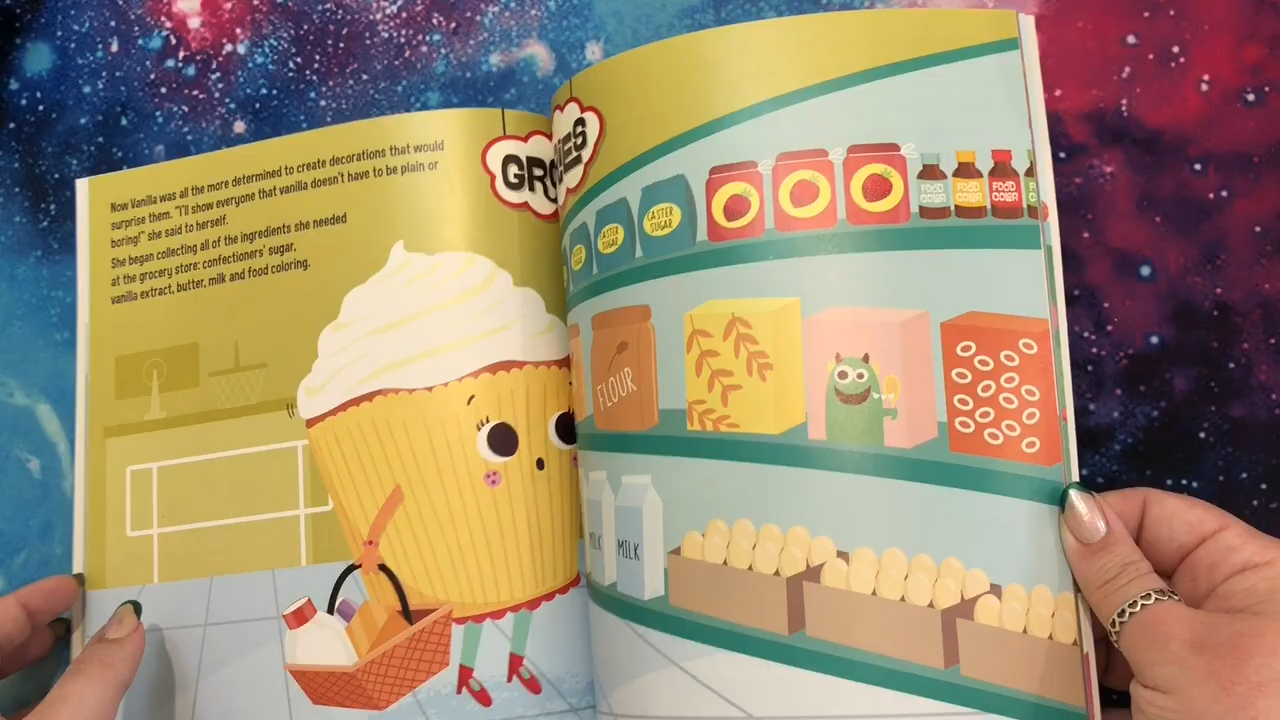 Now Vanilla was all the more determined to create decorations that would
surprise them. "I'll show everyone that vanilla doesn't have to be plain or
boring!" she said to herself.
She began collecting all of the ingredients she needed
at the grocery store: confectioners' sugar,
vanilla extract, butter, milk and food coloring.
GRO
IES
CASTER
SUGAR
CASTER
SUGAR
FOOD
COLOR
FOOD
COLOR
FOOD
COLOR
FLOUR
MILK
MILK